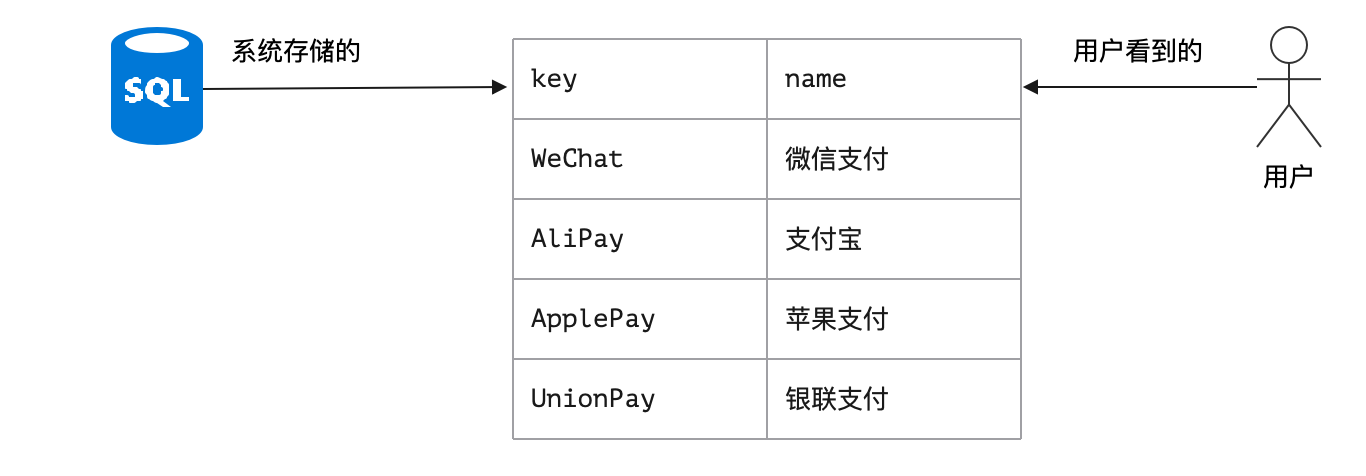 系统存储的
用户看到的
SQL
key name
WeChat 微信支付
用户
AliPay 支付宝
ApplePay 苹果支付
UnionPay 银联支付